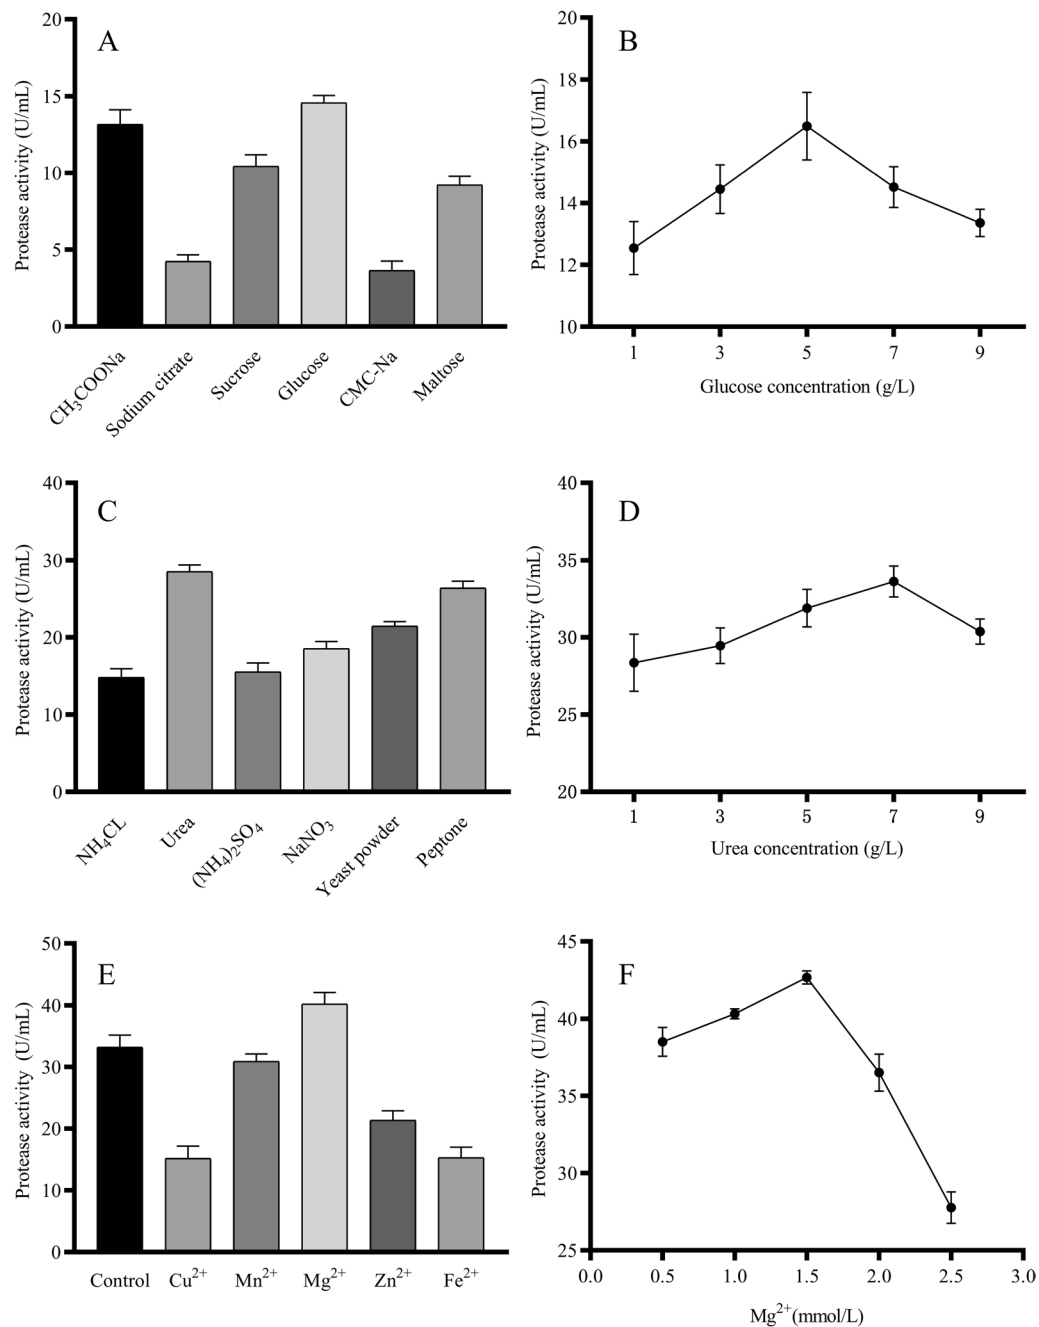 A
Protease activity (U/mL)
20
15
10
5
0
CH₃COONa
Sodium citrate
Sucrose
Glucose
CMC-Na
Maltose
B
Protease activity (U/mL)
20
18
16
14
12
10
1 3 5 7 9
Glucose concentration (g/L)
C
Protease activity (U/mL)
40
30
20
10
0
NH₄CL
Urea
(NH₄)₂SO₄
NaNO₃
Yeast powder
Peptone
D
Protease activity (U/mL)
40
35
30
25
20
1 3 5 7 9
Urea concentration (g/L)
E
Protease activity (U/mL)
50
40
30
20
10
0
Control Cu²⁺ Mn²⁺ Mg²⁺ Zn²⁺ Fe²⁺
F
Protease activity (U/mL)
45
40
35
30
25
0.0 0.5 1.0 1.5 2.0 2.5 3.0
Mg²⁺(mmol/L)